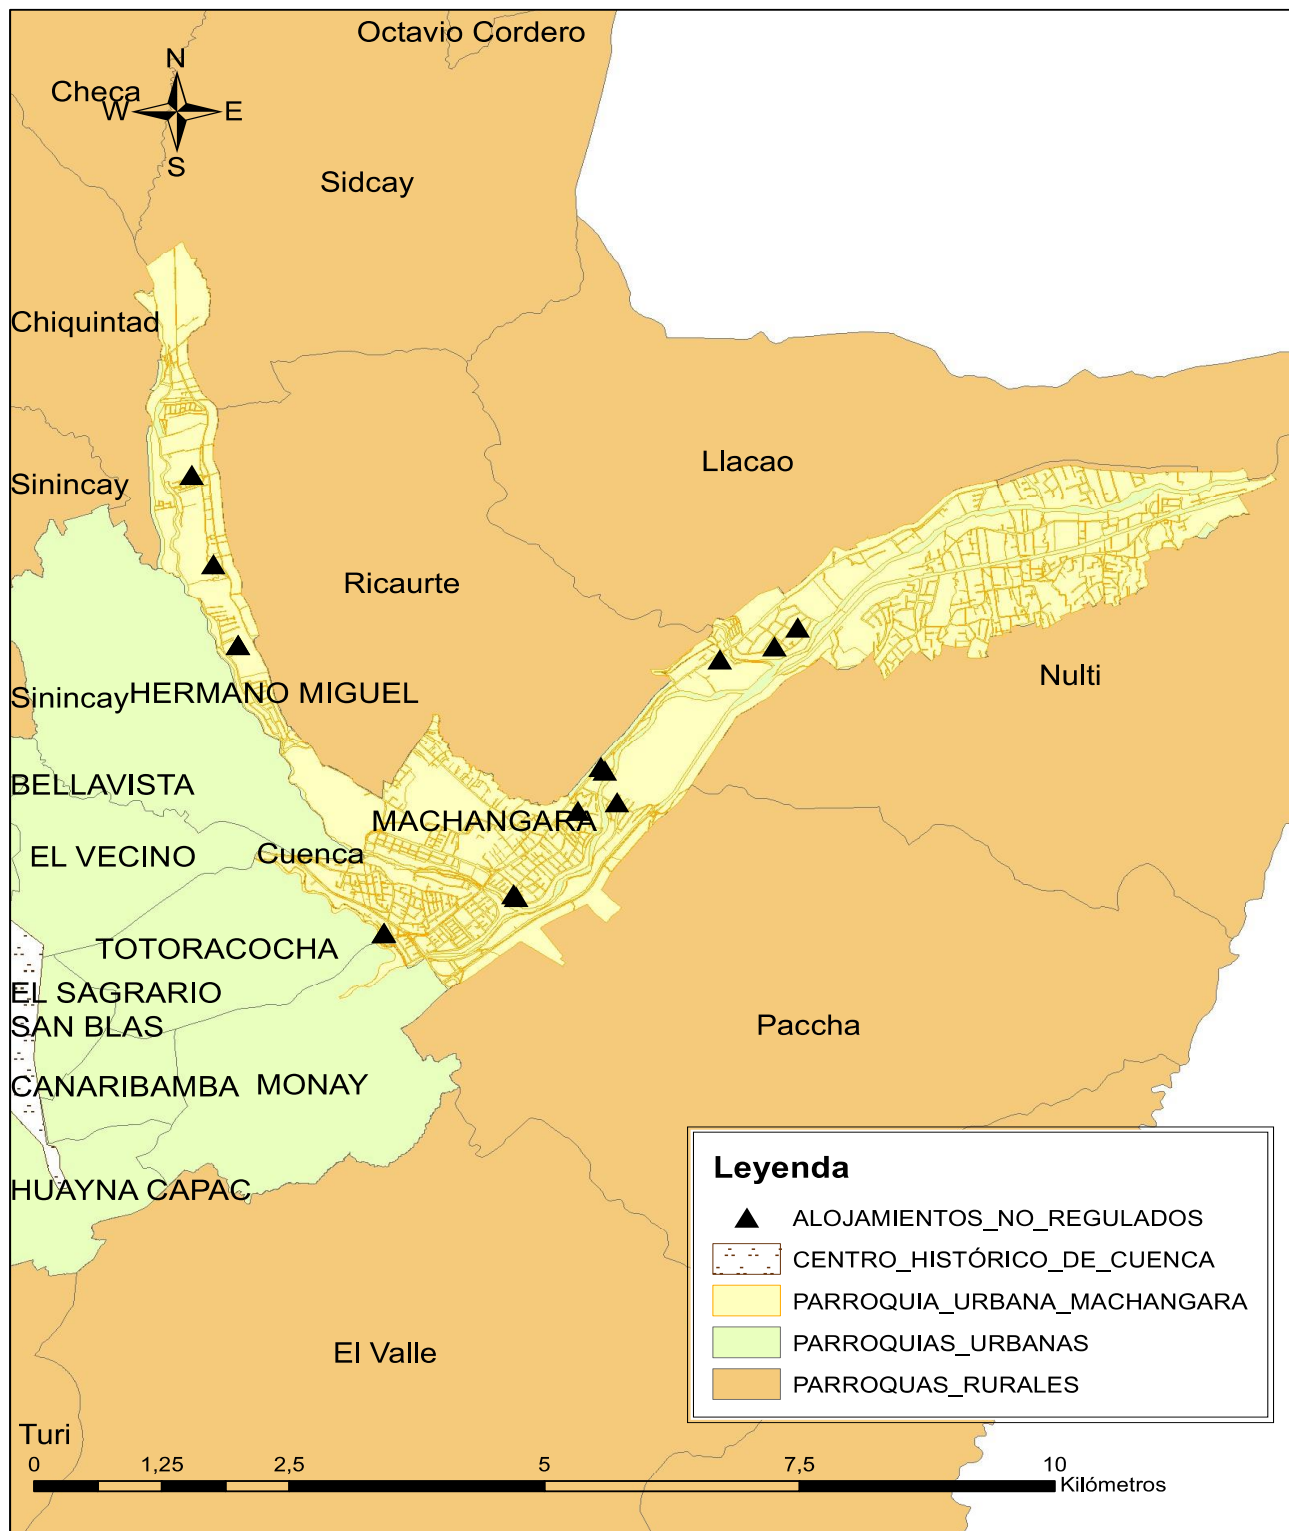 Octavio Cordero
N
Checa
W
E
S
Sidcay
Chiquintad
Llacao
Sinincay
Ricaurte
Nulti
Sinincay
HERMANO MIGUEL
BELLAVISTA
MACHANGARA
EL VECINO
Cuenca
TOTORACOCHA
EL SAGRARIO
SAN BLAS
Paccha
CANARIBAMBA
MONAY
HUAYNA CAPAC
El Valle
Turi
Leyenda
ALOJAMIENTOS_NO_REGULADOS
CENTRO_HISTÓRICO_DE_CUENCA
PARROQUIA_URBANA_MACHANGARA
PARROQUIAS_URBANAS
PARROQUAS_RURALES
0 1,25 2,5 5 7,5 10
Kilómetros